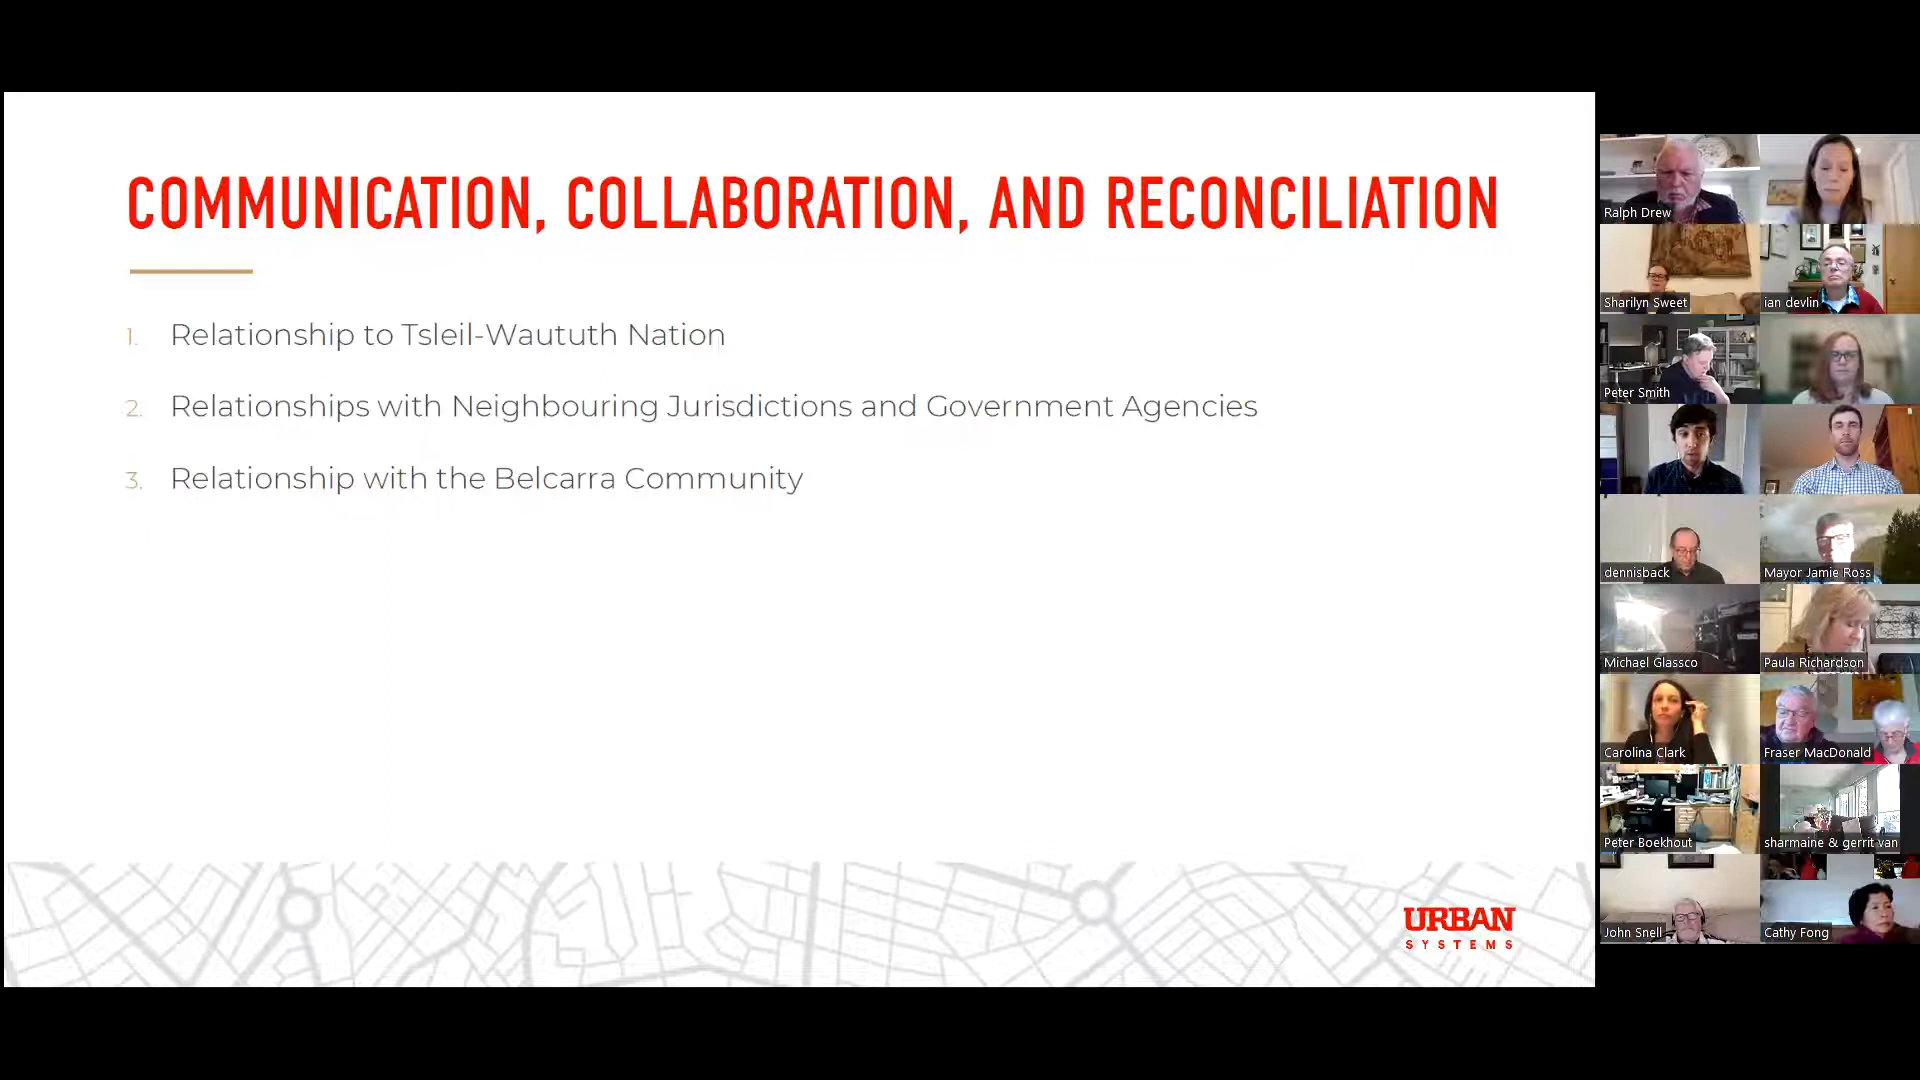 COMMUNICATION, COLLABORATION, AND RECONCILIATION
1. Relationship to Tsleil-Waututh Nation
2. Relationships with Neighbouring Jurisdictions and Government Agencies
3. Relationship with the Belcarra Community
URBAN
SYSTEMS
Ralph Drew
Sharilyn Sweet
ian devlin
Peter Smith
dennisback
Mayor Jamie Ross
Michael Glassco
Paula Richardson
Carolina Clark
Fraser MacDonald
Peter Boekhout
sharmaine & gerrit van
John Snell
Cathy Fong